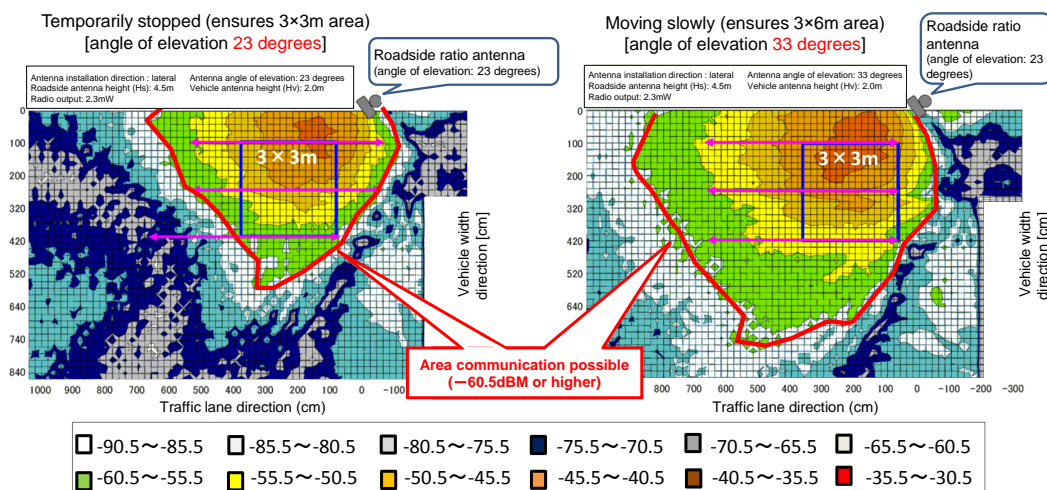 Temporarily stopped (ensures 3×3m area)
[angle of elevation 23 degrees]
Roadside ratio antenna
(angle of elevation: 23 degrees)
Antenna installation direction : lateral Antenna angle of elevation: 23 degrees
Roadside antenna height (Hs): 4.5m Vehicle antenna height (Hv): 2.0m
Radio output: 2.3mW
0
100
200
320
420
520
640
740
840
3×3m
1000 900 800 700 600 500 400 300 200 100 0 -100
Traffic lane direction (cm)
Vehicle width
direction (cm)
Moving slowly (ensures 3×6m area)
[angle of elevation 33 degrees]
Roadside ratio
antenna
(angle of elevation: 23
degrees)
Antenna installation direction : lateral Antenna angle of elevation: 33 degrees
Roadside antenna height (Hs): 4.5m Vehicle antenna height (Hv): 2.0m
Radio output: 2.3mW
0
100
200
320
420
520
640
740
840
3×3m
800 700 600 500 400 300 200 100 0 -100 -200 -300
Traffic lane direction (cm)
Vehicle width
direction (cm)
Area communication possible
(−60.5dBM or higher)
-90.5～-85.5 -85.5～-80.5 -80.5～-75.5 -75.5～-70.5 -70.5～-65.5 -65.5～-60.5
-60.5～-55.5 -55.5～-50.5 -50.5～-45.5 -45.5～-40.5 -40.5～-35.5 -35.5～-30.5